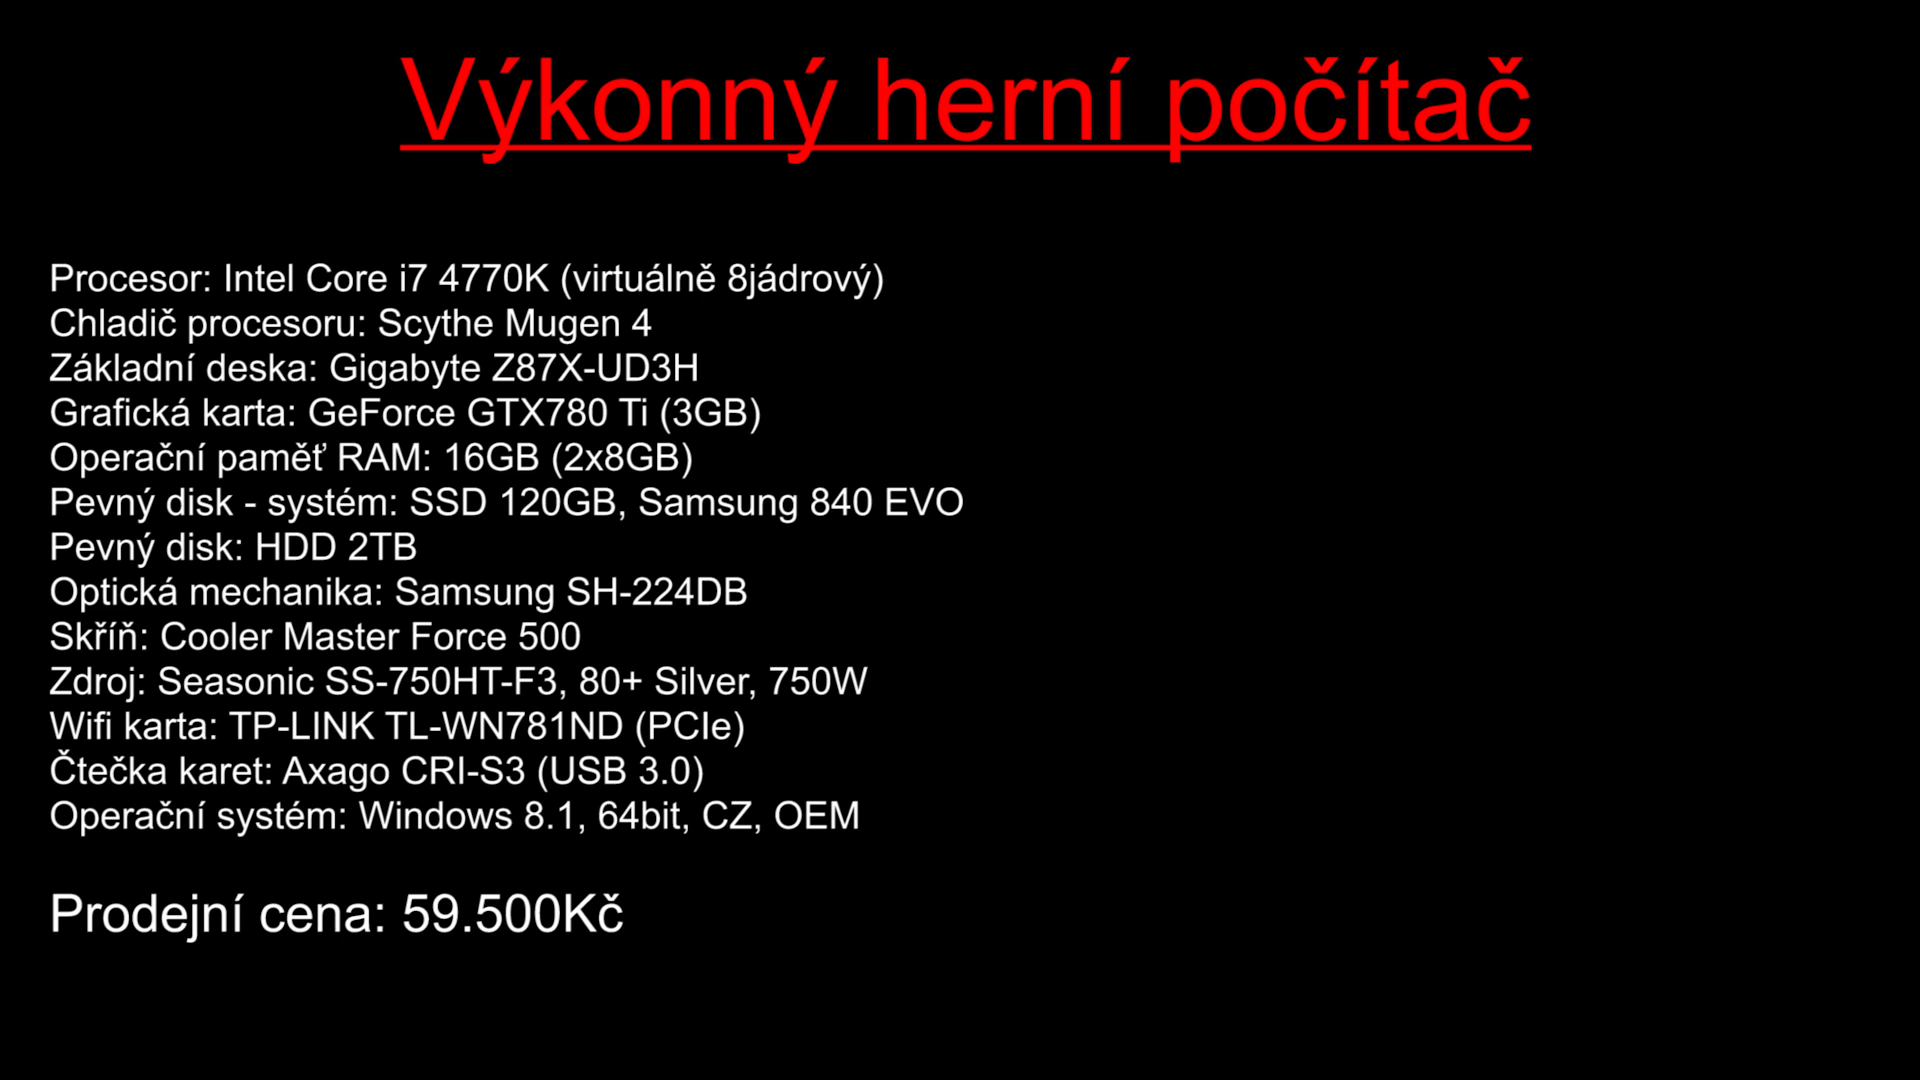 Výkonný herní počítač
Procesor: Intel Core i7 4770K (virtuálně 8jádrový)
Chladič procesoru: Scythe Mugen 4
Základní deska: Gigabyte Z87X-UD3H
Grafická karta: GeForce GTX780 Ti (3GB)
Operační paměť RAM: 16GB (2x8GB)
Pevný disk - systém: SSD 120GB, Samsung 840 EVO
Pevný disk: HDD 2TB
Optická mechanika: Samsung SH-224DB
Skříň: Cooler Master Force 500
Zdroj: Seasonic SS-750HT-F3, 80+ Silver, 750W
Wifi karta: TP-LINK TL-WN781ND (PCIe)
Čtečka karet: Axago CRI-S3 (USB 3.0)
Operační systém: Windows 8.1, 64bit, CZ, OEM
Prodejní cena: 59.500Kč